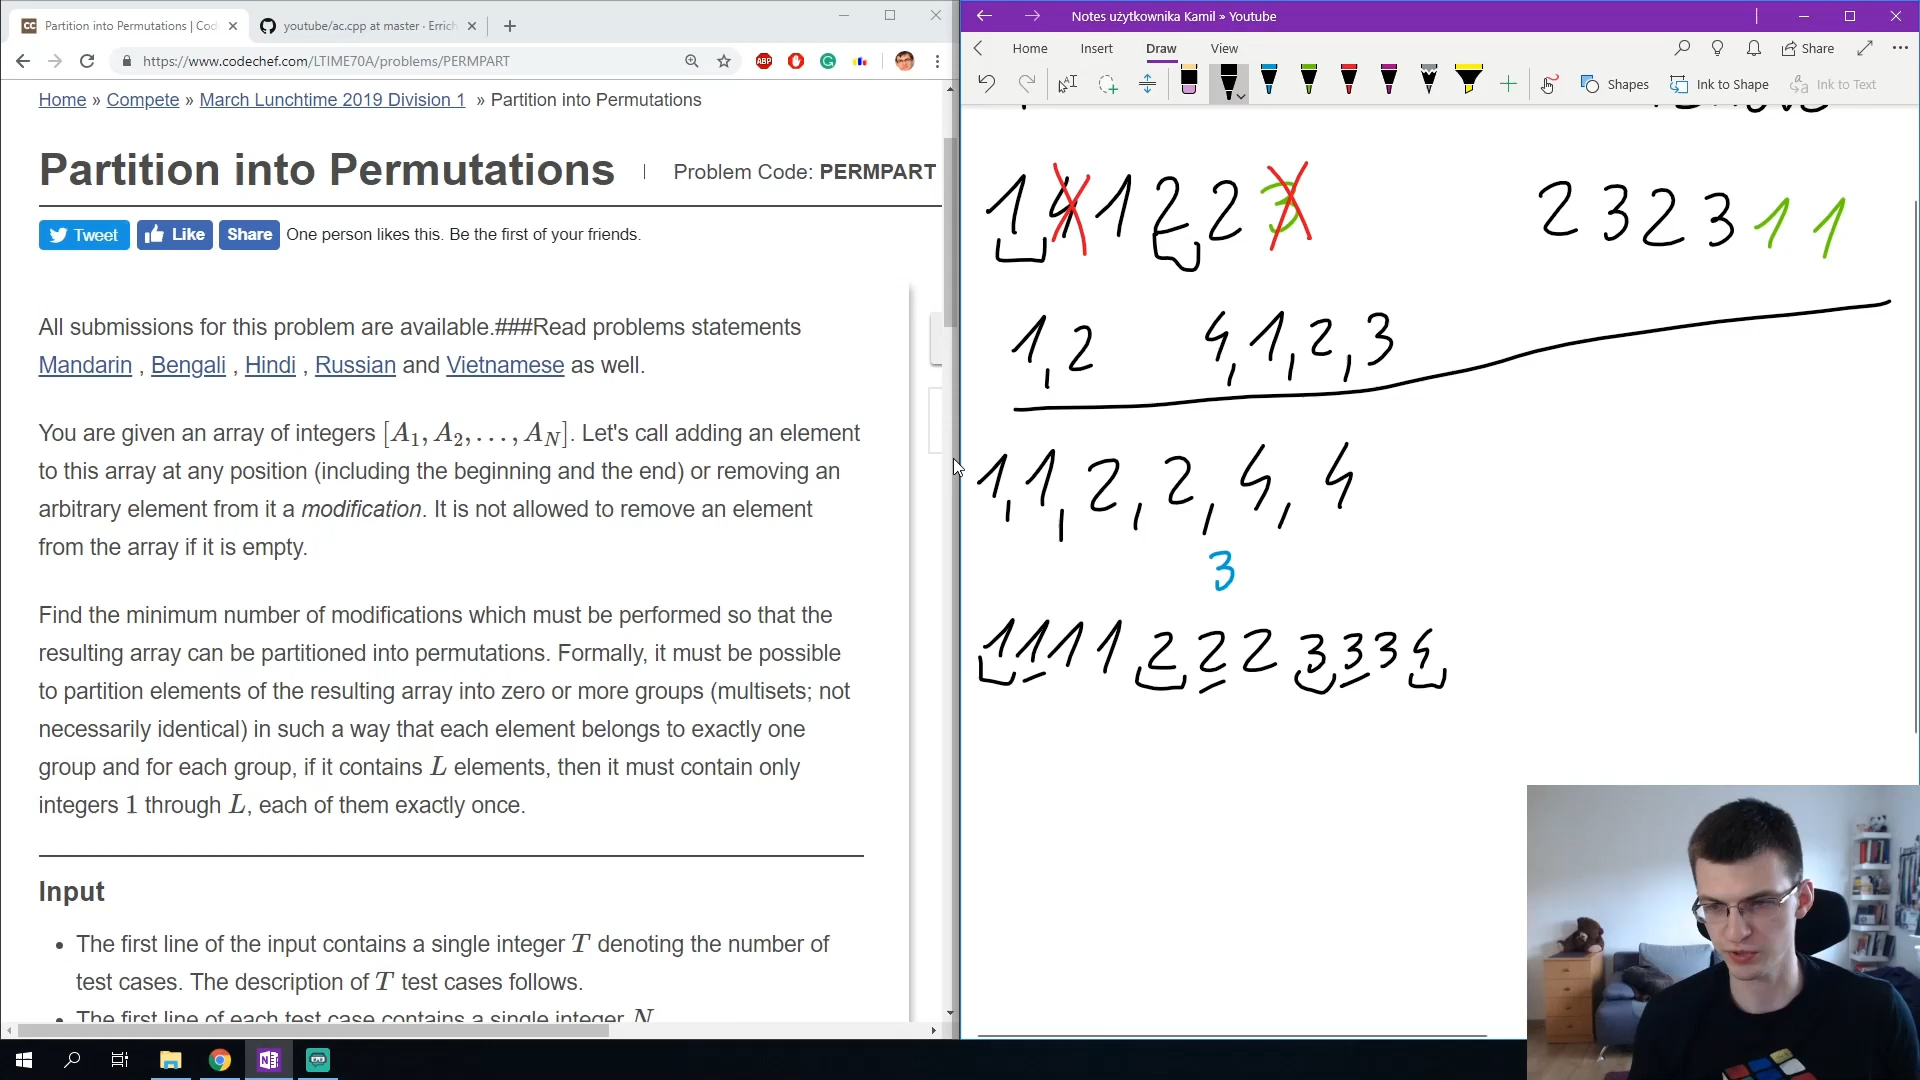 Partition into Permutations | Cod
youtube/ac.cpp at master · Errich
https://www.codechef.com/LTIME70A/problems/PERMPART
Home » Compete » March Lunchtime 2019 Division 1 » Partition into Permutations
Partition into Permutations
Problem Code: PERMPART
Tweet
Like
Share
One person likes this. Be the first of your friends.
All submissions for this problem are available.###Read problems statements
Mandarin , Bengali , Hindi , Russian and Vietnamese as well.
You are given an array of integers [A1, A2, . . . , AN]. Let's call adding an element
to this array at any position (including the beginning and the end) or removing an
arbitrary element from it a modification. It is not allowed to remove an element
from the array if it is empty.
Find the minimum number of modifications which must be performed so that the
resulting array can be partitioned into permutations. Formally, it must be possible
to partition elements of the resulting array into zero or more groups (multisets; not
necessarily identical) in such a way that each element belongs to exactly one
group and for each group, if it contains L elements, then it must contain only
integers 1 through L, each of them exactly once.
Input
• The first line of the input contains a single integer T denoting the number of
test cases. The description of T test cases follows.
• The first line of each test case contains a single integer N
Notes użytkownika Kamil » Youtube
Home Insert Draw View
Share
Shapes
Ink to Shape
Ink to Text
1 4 1 2 2 3
2 3 2 3 1 1
1, 2 4, 1, 2, 3
1, 1, 2, 2, 4, 4
3
1 1 1 1 2 2 2 3 3 3 4